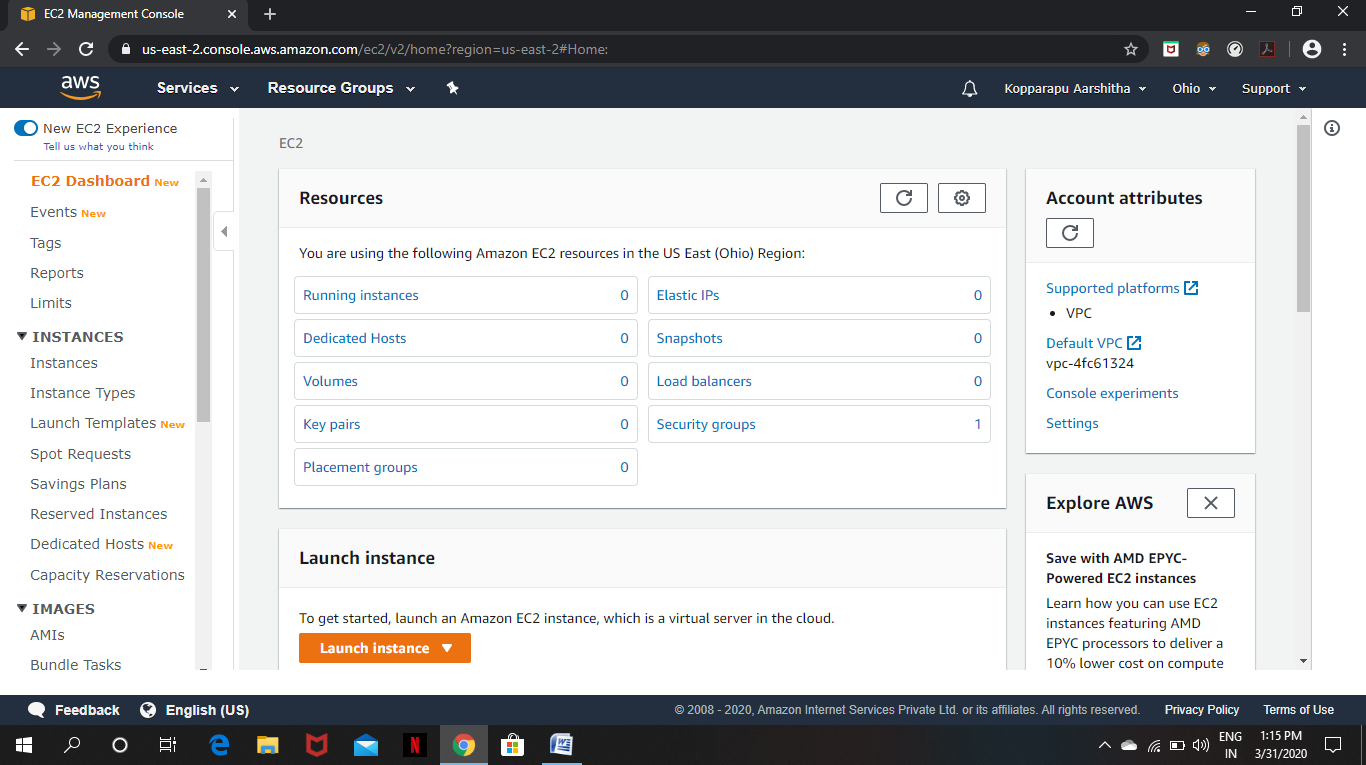 EC2 Management Console
us-east-2.console.aws.amazon.com/ec2/v2/home?region=us-east-2#Home:
aws
Services
Resource Groups
Kopparapu Aarshitha
Ohio
Support
New EC2 Experience
Tell us what you think
EC2 Dashboard New
Events New
Tags
Reports
Limits
INSTANCES
Instances
Instance Types
Launch Templates New
Spot Requests
Savings Plans
Reserved Instances
Dedicated Hosts New
Capacity Reservations
IMAGES
AMIs
Bundle Tasks
EC2
Resources
You are using the following Amazon EC2 resources in the US East (Ohio) Region:
Running instances 0
Elastic IPs 0
Dedicated Hosts 0
Snapshots 0
Volumes 0
Load balancers 0
Key pairs 0
Security groups 1
Placement groups 0
Launch instance
To get started, launch an Amazon EC2 instance, which is a virtual server in the cloud.
Launch instance
Account attributes
Supported platforms
• VPC
Default VPC
vpc-4fc61324
Console experiments
Settings
Explore AWS
Save with AMD EPYC-
Powered EC2 instances
Learn how you can use EC2
instances featuring AMD
EPYC processors to deliver a
10% lower cost on compute
Feedback
English (US)
© 2008 - 2020, Amazon Internet Services Private Ltd. or its affiliates. All rights reserved.
Privacy Policy
Terms of Use
ENG
IN
1:15 PM
3/31/2020